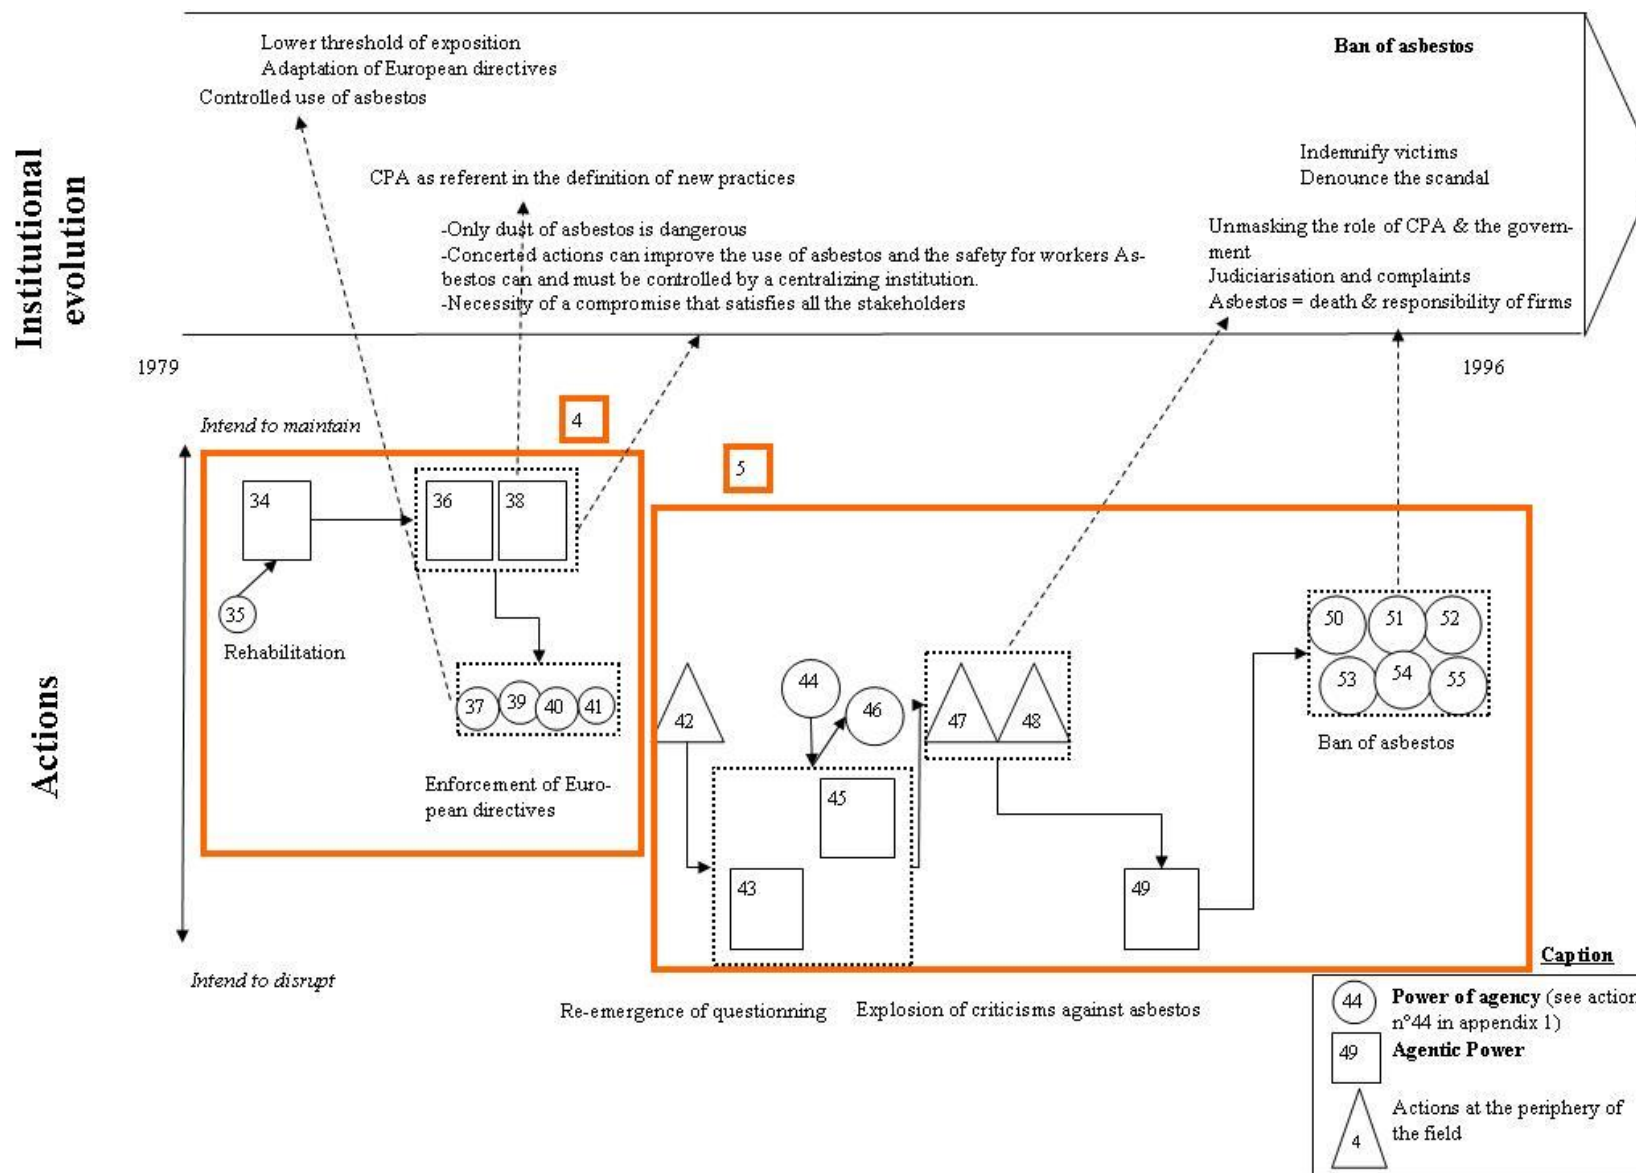 Institutional
evolution
Lower threshold of exposition
Adaptation of European directives
Controlled use of asbestos
Ban of asbestos
CPA as referent in the definition of new practices
-Only dust of asbestos is dangerous
-Concerted actions can improve the use of asbestos and the safety for workers As-
bestos can and must be controlled by a centralizing institution.
-Necessity of a compromise that satisfies all the stakeholders
Indemnify victims
Denounce the scandal
Unmasking the role of CPA & the govern-
ment
Judiciarisation and complaints
Asbestos = death & responsibility of firms
1979
1996
Actions
Intend to maintain
4
5
34
36
38
35
Rehabilitation
37
39
40
41
Enforcement of Euro-
pean directives
42
44
46
45
43
47
48
49
50
51
52
53
54
55
Ban of asbestos
Intend to disrupt
Re-emergence of questionning
Explosion of criticisms against asbestos
Caption
44
Power of agency (see action
n°44 in appendix 1)
49
Agentic Power
4
Actions at the periphery of
the field